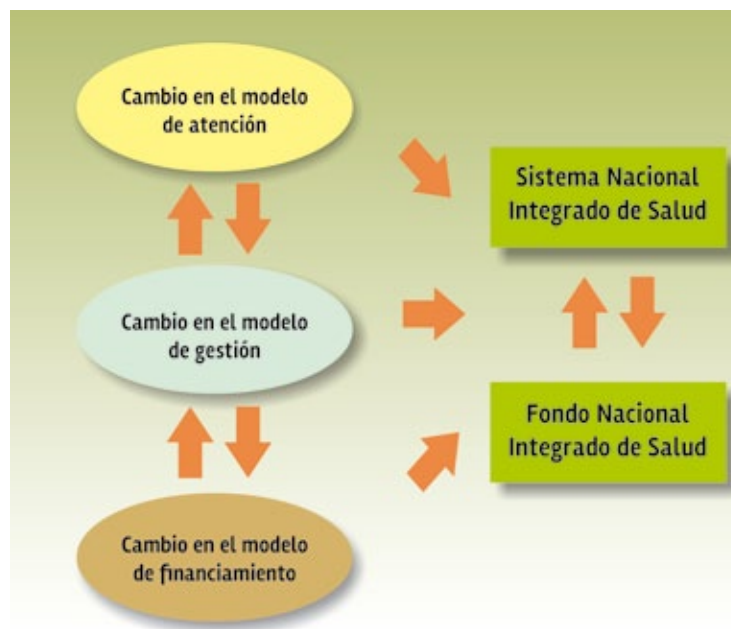 Cambio en el modelo
de atención
Sistema Nacional
Integrado de Salud
Cambio en el modelo
de gestión
Fondo Nacional
Integrado de Salud
Cambio en el modelo
de financiamiento